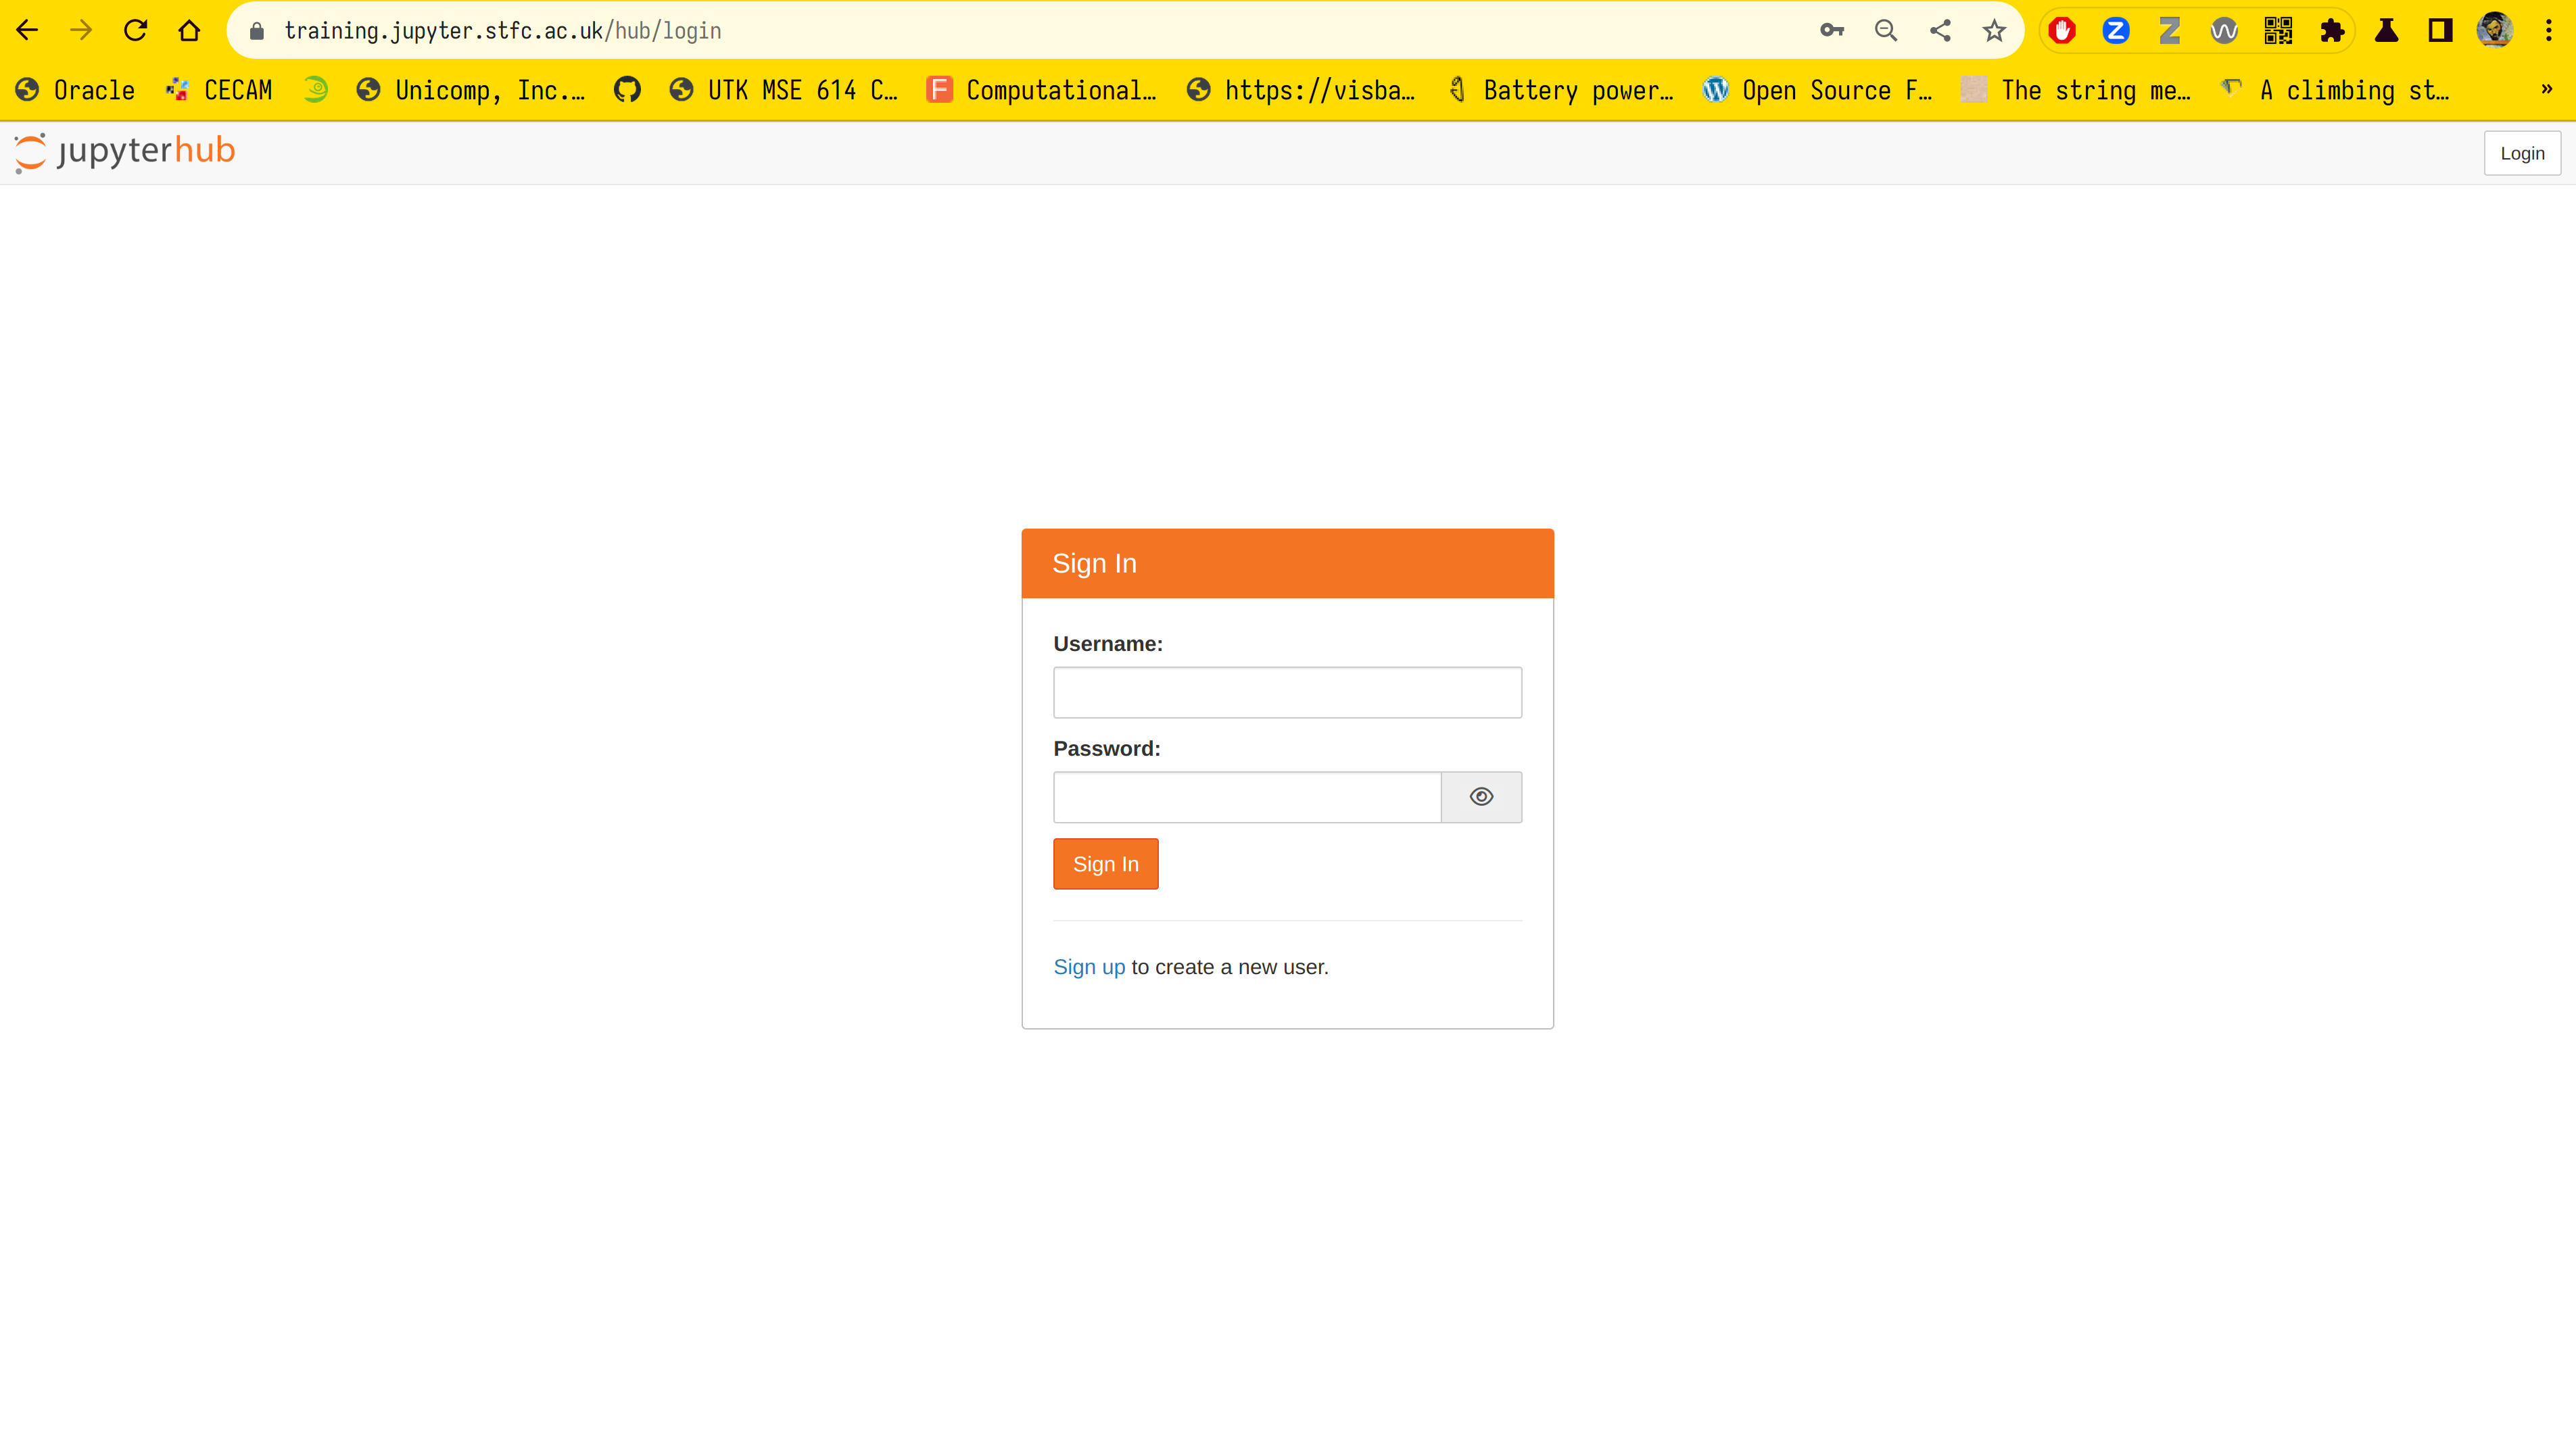 training.jupyter.stfc.ac.uk/hub/login
Oracle CECAM Unicomp, Inc.… UTK MSE 614 C… Computational… https://visba… Battery power… Open Source F… The string me… A climbing st… »
jupyterhub Login
Sign In
Username:
Password:
Sign In
Sign up to create a new user.